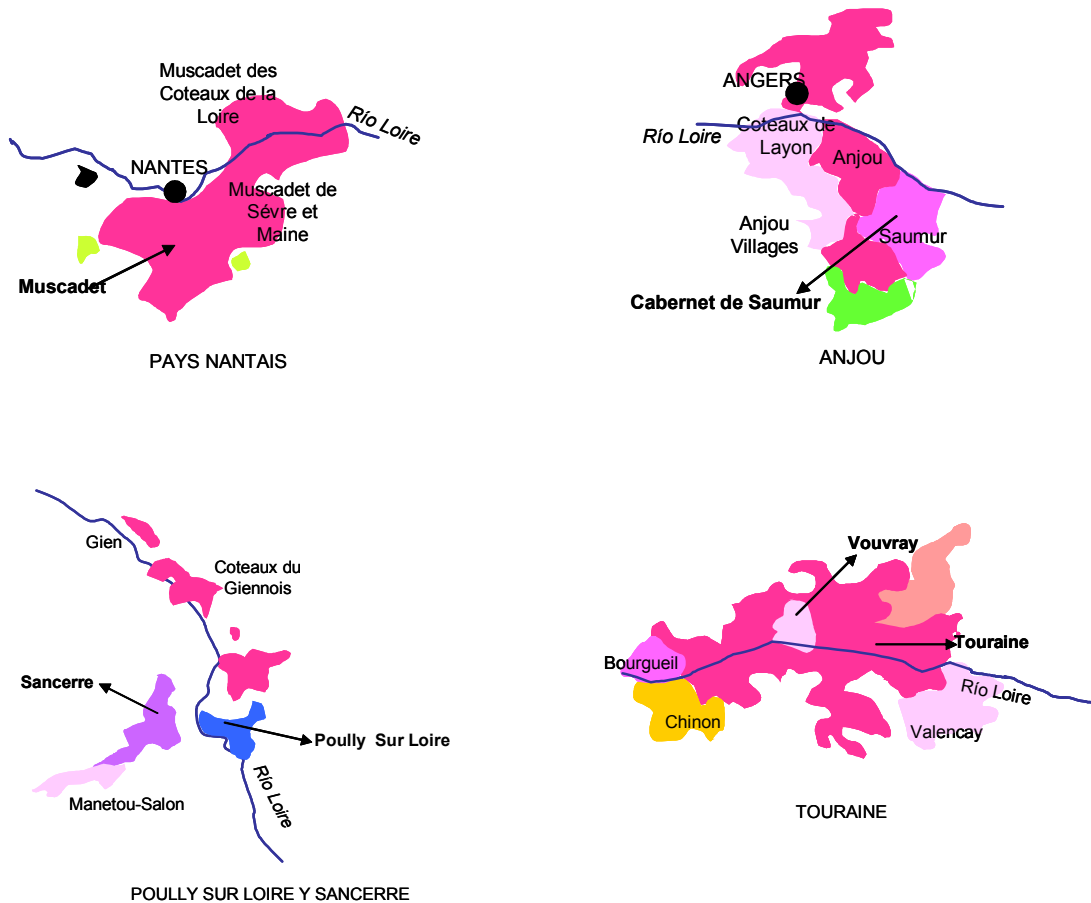 Muscadet des
Coteaux de la
Loire
Río Loire
NANTES
Muscadet de
Sévre et
Maine
Muscadet
PAYS NANTAIS
ANGERS
Río Loire
Coteaux de
Layon
Anjou
Anjou
Villages
Saumur
Cabernet de Saumur
ANJOU
Gien
Coteaux du
Giennois
Sancerre
Poully Sur Loire
Manetou-Salon
Río Loire
POULLY SUR LOIRE Y SANCERRE
Vouvray
Touraine
Bourgueil
Río Loire
Chinon
Valencay
TOURAINE